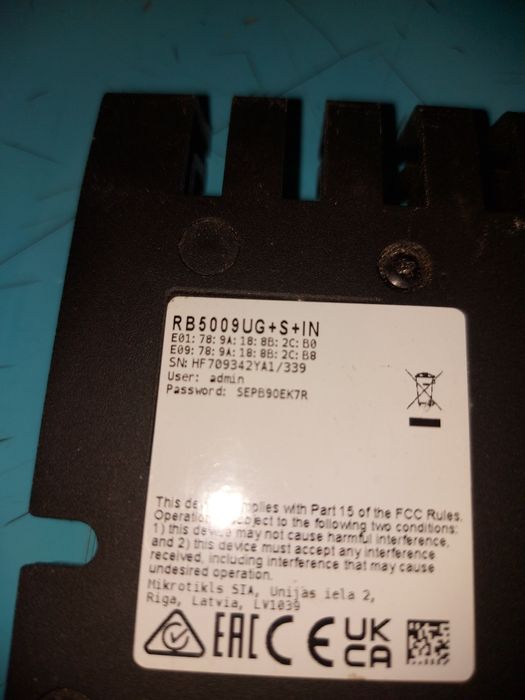 RB5009UG+S+IN
E01:78:9A:18:8B:2C:B0
E09:78:9A:18:8B:2C:B8
SN:HF709342YA1/339
User: admin
Password: SEPB90EK7R
This complies with Part 15 of the FCC Rules.
to the following two conditions:
1) this device may not cause harmful interference,
and 2) this device must accept any interference
received, including interference that may cause
undesired operation.
Mikrotikls SIA, Unijas iela 2,
Riga, Latvia, LV1039
EAC CE UK
CA